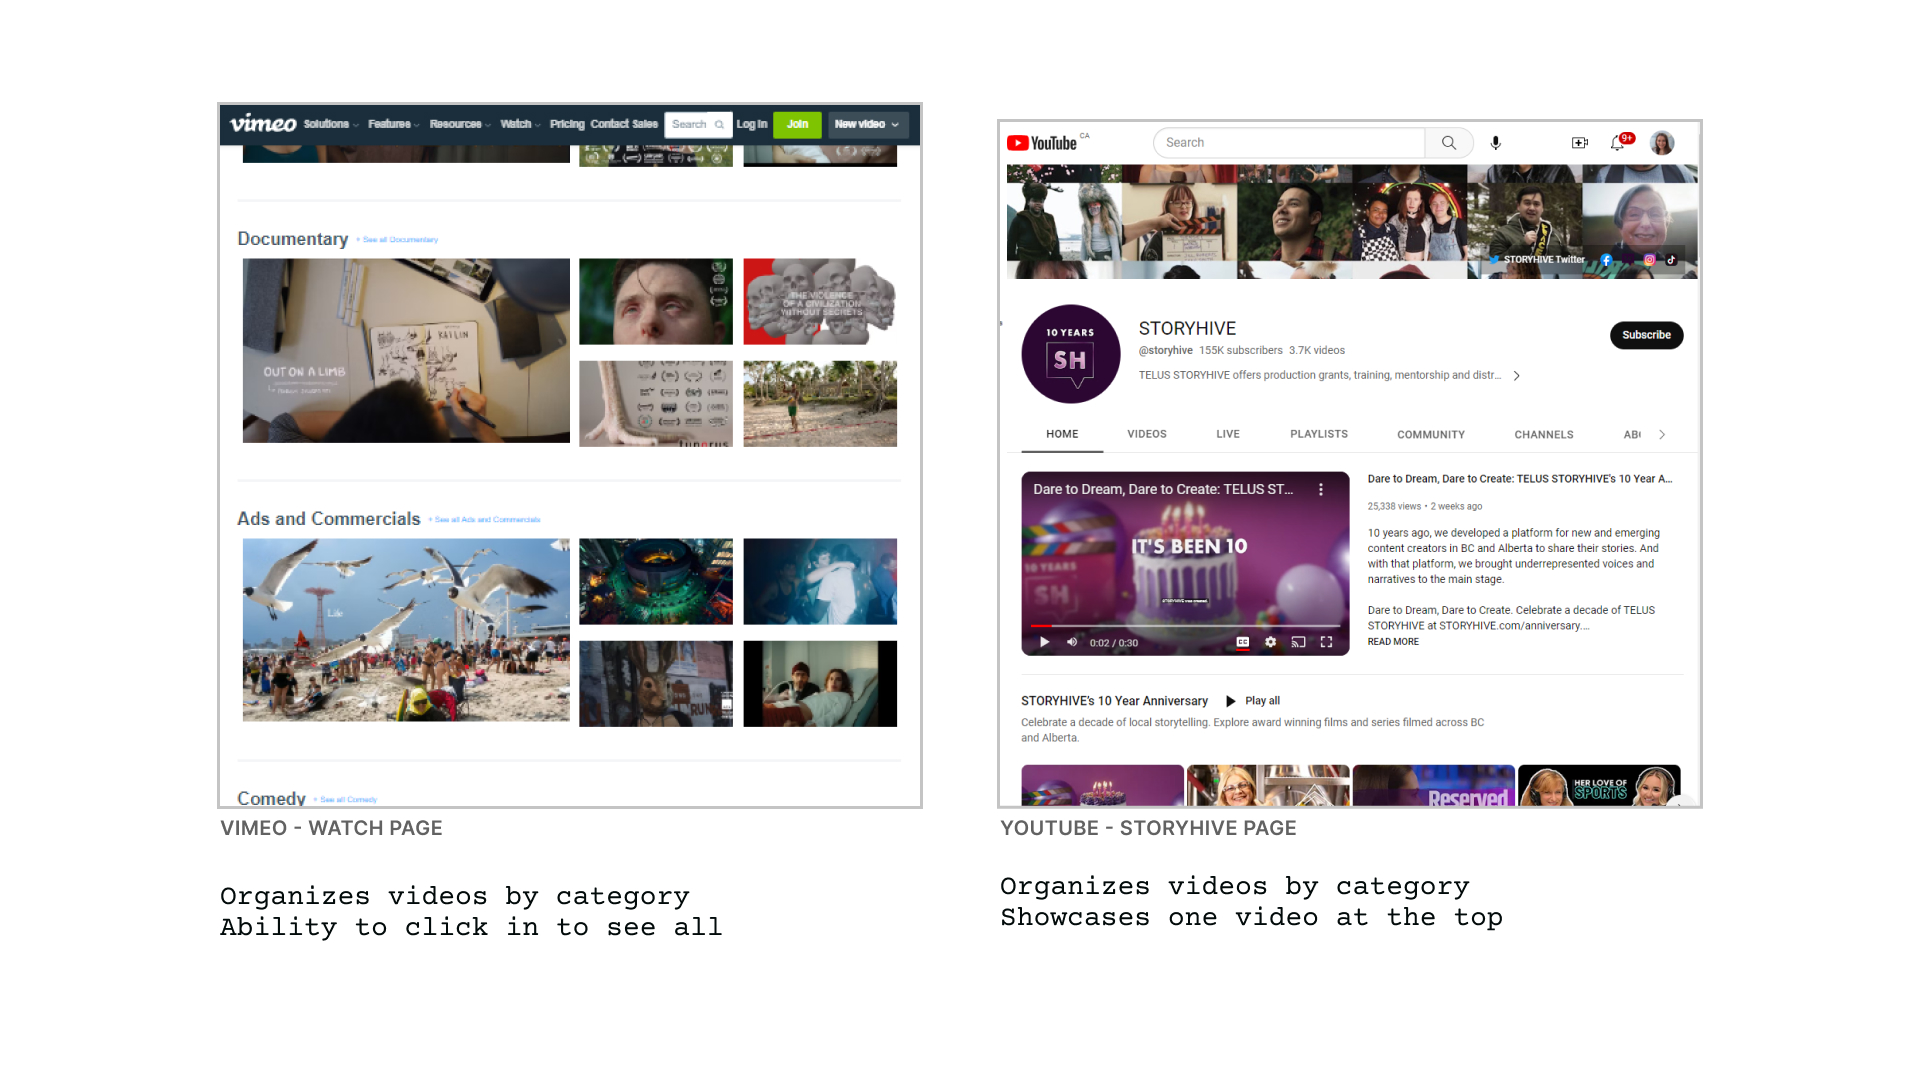 vimeo Solutions Features Resources Watch Pricing Contact Sales Search Log in Join New video
Documentary + See all Documentary
KAITLIN
OUT ON A LIMB
THE VIOLENCE
OF A CIVILIZATION
WITHOUT SECRETS
Ads and Commercials + See all Ads and Commercials
Life
RUN
Comedy + See all Comedy
VIMEO - WATCH PAGE
Organizes videos by category
Ability to click in to see all
YouTube CA Search 9+
STORYHIVE Twitter
10 YEARS
SH
STORYHIVE
@storyhive 155K subscribers 3.7K videos
Subscribe
TELUS STORYHIVE offers production grants, training, mentorship and distr...
HOME VIDEOS LIVE PLAYLISTS COMMUNITY CHANNELS
Dare to Dream, Dare to Create: TELUS ST...
IT'S BEEN 10
10 YEARS
SH
0:02 / 0:30
CC
Dare to Dream, Dare to Create: TELUS STORYHIVE's 10 Year A...
25,338 views • 2 weeks ago
10 years ago, we developed a platform for new and emerging
content creators in BC and Alberta to share their stories. And
with that platform, we brought underrepresented voices and
narratives to the main stage.
Dare to Dream, Dare to Create. Celebrate a decade of TELUS
STORYHIVE at STORYHIVE.com/anniversary....
READ MORE
STORYHIVE's 10 Year Anniversary Play all
Celebrate a decade of local storytelling. Explore award winning films and series filmed across BC
and Alberta.
Reserved
HER LOVE OF
SPORTS
YOUTUBE - STORYHIVE PAGE
Organizes videos by category
Showcases one video at the top